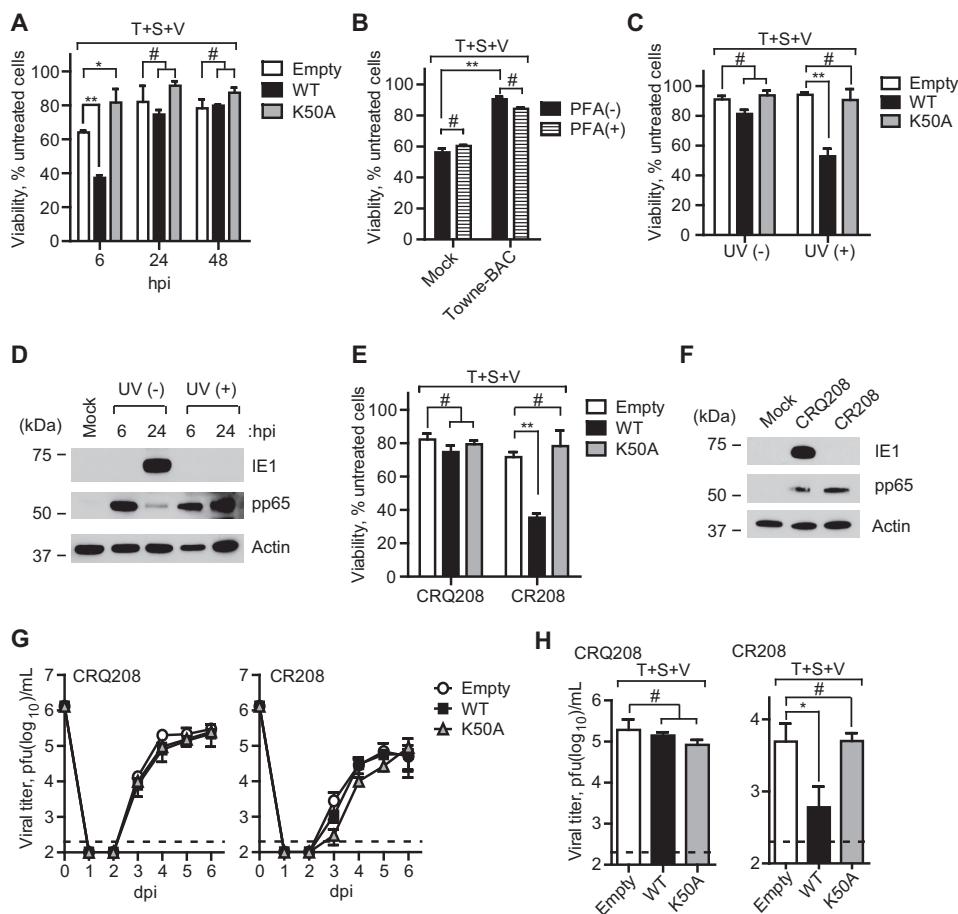 A
T+S+V
*
**
#
#
Empty
WT
K50A
Viability, % untreated cells
100
80
60
40
20
0
6
24
48
hpi
B
T+S+V
**
#
#
PFA(-)
PFA(+)
Viability, % untreated cells
100
80
60
40
20
0
Mock
Towne-BAC
C
T+S+V
#
#
**
Empty
WT
K50A
Viability, % untreated cells
100
80
60
40
20
0
UV (-)
UV (+)
D
UV (-)
UV (+)
(kDa)
Mock
6
24
6
24
:hpi
75
IE1
50
pp65
37
Actin
E
T+S+V
#
#
**
Empty
WT
K50A
Viability, % untreated cells
100
80
60
40
20
0
CRQ208
CR208
F
(kDa)
Mock
CRQ208
CR208
75
IE1
50
pp65
37
Actin
G
CRQ208
CR208
Empty
WT
K50A
Viral titer, pfu(log10)/mL
7
6
5
4
3
2
0 1 2 3 4 5 6
dpi
7
6
5
4
3
2
0 1 2 3 4 5 6
dpi
H
CRQ208
T+S+V
#
Viral titer, pfu(log10)/mL
6
5
4
3
2
Empty
WT
K50A
CR208
T+S+V
#
*
4
3
2
Empty
WT
K50A